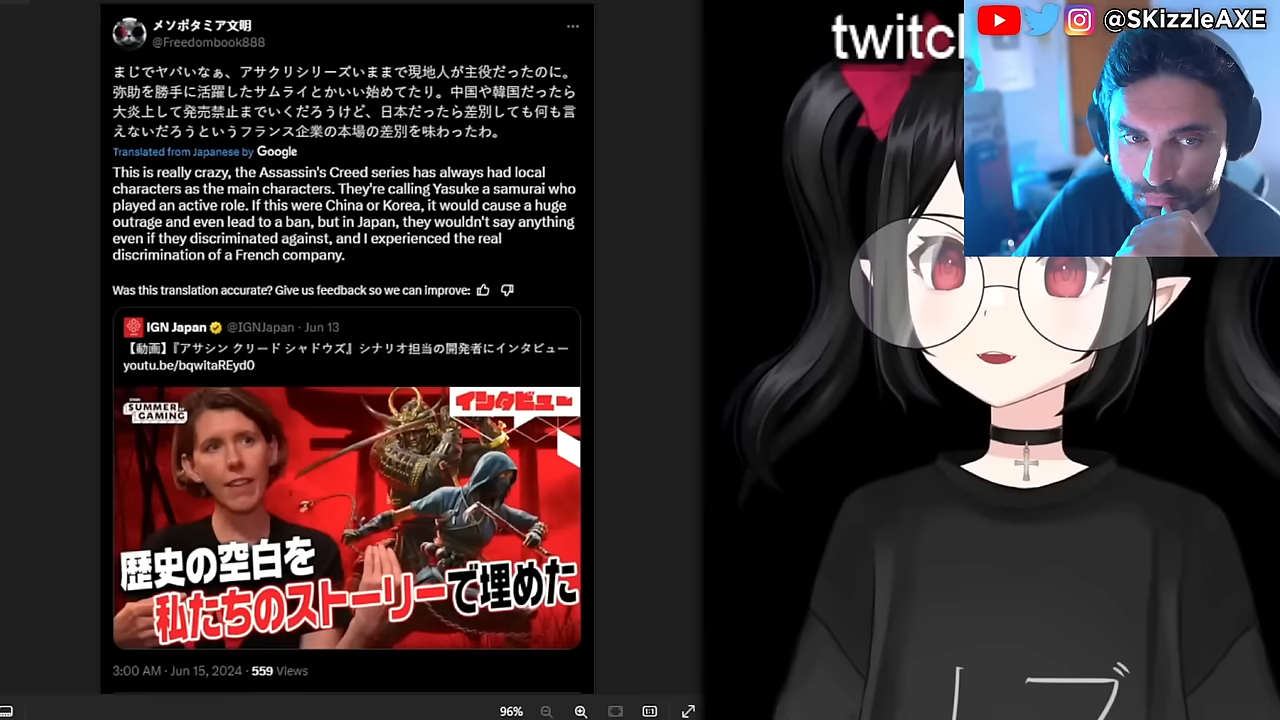 メソポタミア文明
@Freedombook888
まじでヤバいなぁ、アサクリシリーズいままで現地人が主役だったのに。
弥助を勝手に活躍したサムライとかいい始めてたり。中国や韓国だったら
大炎上して発売禁止までいくだろうけど、日本だったら差別しても何も言
えないだろうというフランス企業の本場の差別を味わったわ。
Translated from Japanese by Google
This is really crazy, the Assassin's Creed series has always had local
characters as the main characters. They're calling Yasuke a samurai who
played an active role. If this were China or Korea, it would cause a huge
outrage and even lead to a ban, but in Japan, they wouldn't say anything
even if they discriminated against, and I experienced the real
discrimination of a French company.
Was this translation accurate? Give us feedback so we can improve:
IGN Japan @IGNJapan · Jun 13
【動画】『アサシン クリード シャドウズ』シナリオ担当の開発者にインタビュー
youtu.be/bqwltaREyd0
SUMMER
of GAMING
インタビュー
歴史の空白を
私たちのストーリーで埋めた
3:00 AM · Jun 15, 2024 · 559 Views
96%
twitc
@SKizzleAXE